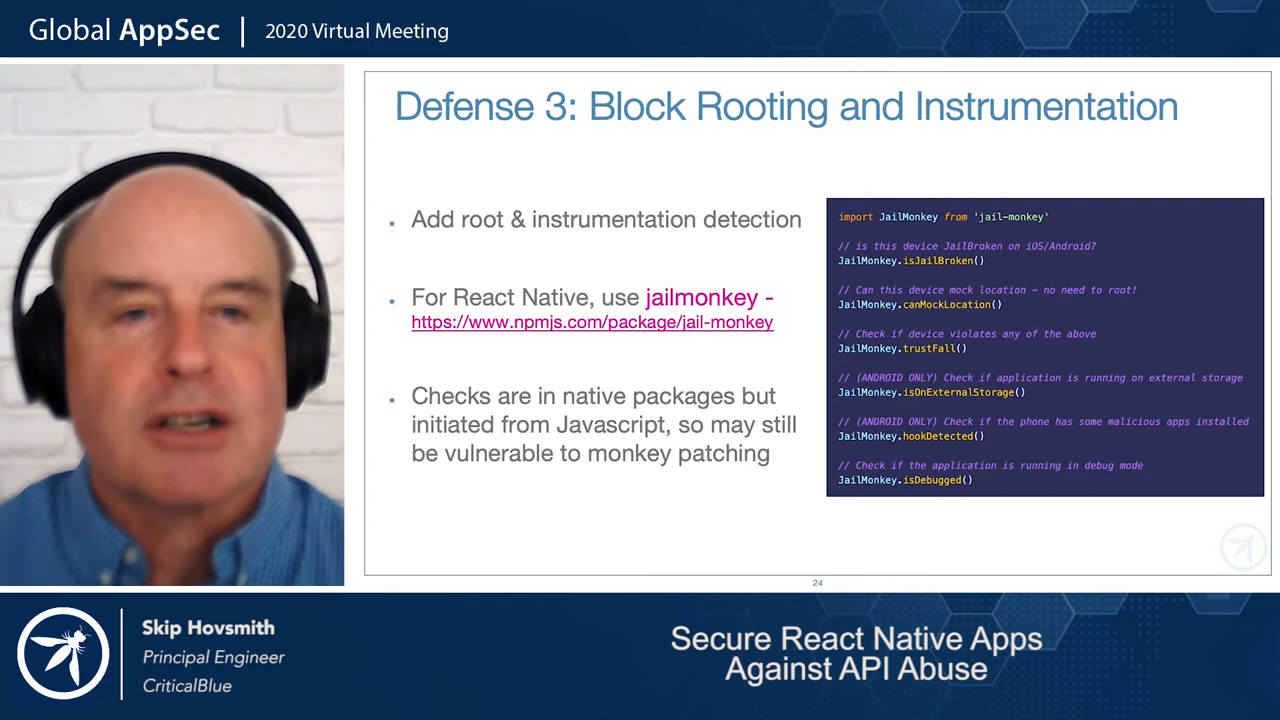 Global AppSec | 2020 Virtual Meeting
Defense 3: Block Rooting and Instrumentation
Add root & instrumentation detection
For React Native, use jailmonkey -
https://www.npmjs.com/package/jail-monkey
Checks are in native packages but
initiated from Javascript, so may still
be vulnerable to monkey patching
import JailMonkey from 'jail-monkey'
// is this device JailBroken on iOS/Android?
JailMonkey.isJailBroken()
// Can this device mock location - no need to root!
JailMonkey.canMockLocation()
// Check if device violates any of the above
JailMonkey.trustFall()
// (ANDROID ONLY) Check if application is running on external storage
JailMonkey.isOnExternalStorage()
// (ANDROID ONLY) Check if the phone has some malicious apps installed
JailMonkey.hookDetected()
// Check if the application is running in debug mode
JailMonkey.isDebugged()
24
Skip Hovsmith
Principal Engineer
CriticalBlue
Secure React Native Apps
Against API Abuse